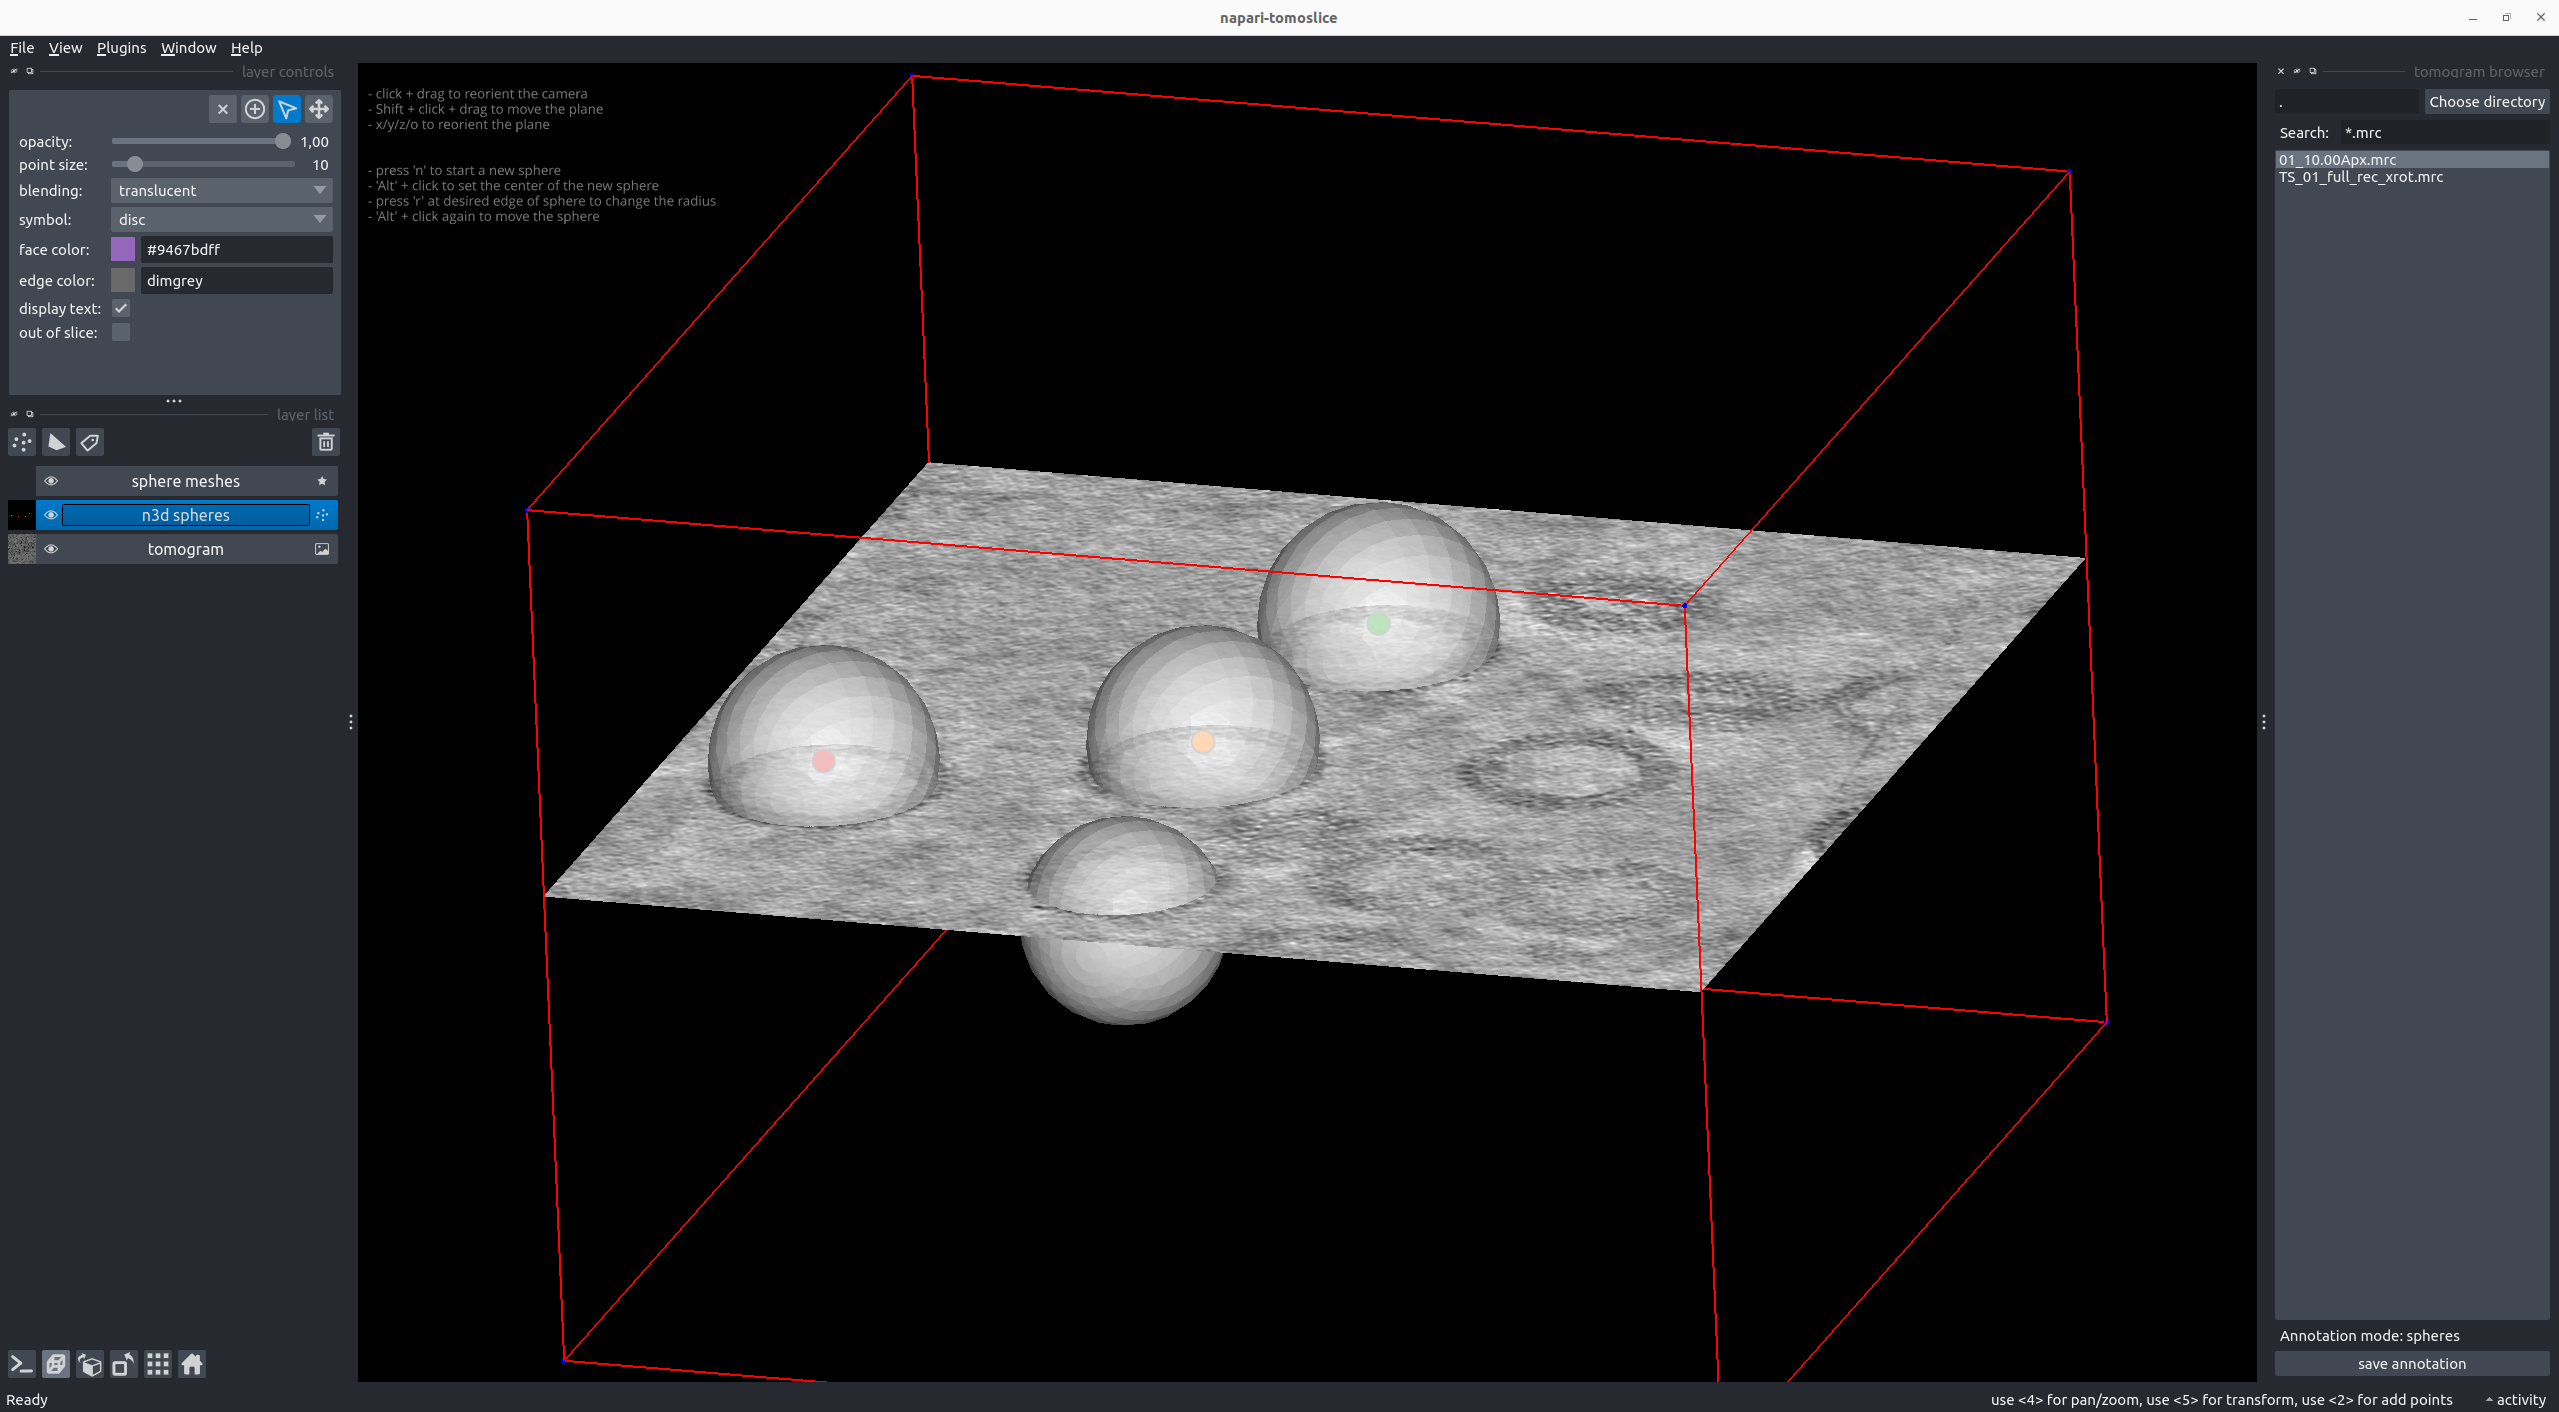 napari-tomoslice
File View Plugins Window Help
layer controls
opacity: 1,00
point size: 10
blending: translucent
symbol: disc
face color: #9467bdff
edge color: dimgrey
display text:
out of slice:
layer list
sphere meshes
n3d spheres
tomogram
- click + drag to reorient the camera
- Shift + click + drag to move the plane
- x/y/z/o to reorient the plane
- press 'n' to start a new sphere
- 'Alt' + click to set the center of the new sphere
- press 'r' at desired edge of sphere to change the radius
- 'Alt' + click again to move the sphere
tomogram browser
. Choose directory
Search: *.mrc
01_10.00Apx.mrc
TS_01_full_rec_xrot.mrc
Annotation mode: spheres
save annotation
Ready
use <4> for pan/zoom, use <5> for transform, use <2> for add points
activity